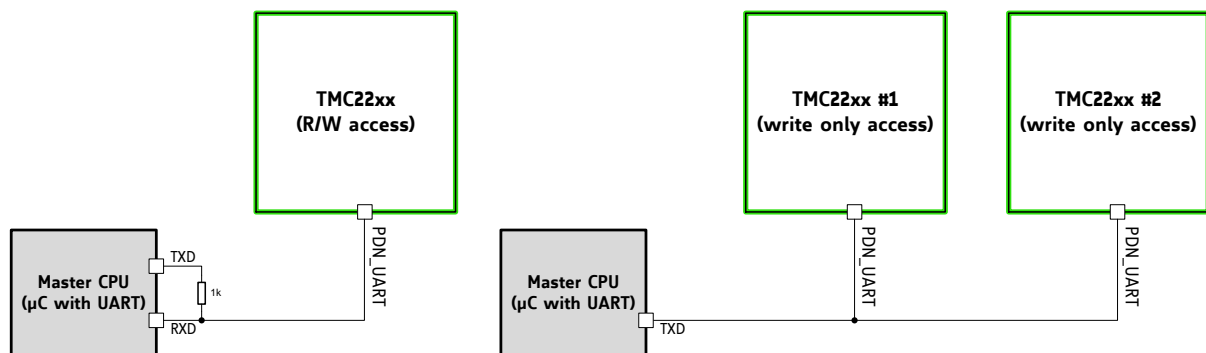 TMC22xx
(R/W access)
PDN_UART
TXD
1k
RXD
Master CPU
(µC with UART)
TMC22xx #1
(write only access)
TMC22xx #2
(write only access)
PDN_UART
PDN_UART
Master CPU
(µC with UART)
TXD